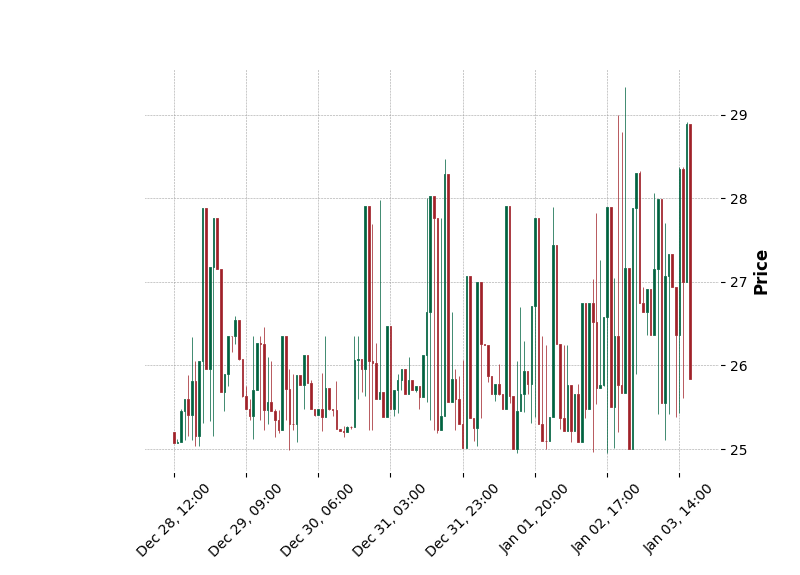 29
28
27
26
25
Price
Dec 28, 12:00
Dec 29, 09:00
Dec 30, 06:00
Dec 31, 03:00
Dec 31, 23:00
Jan 01, 20:00
Jan 02, 17:00
Jan 03, 14:00